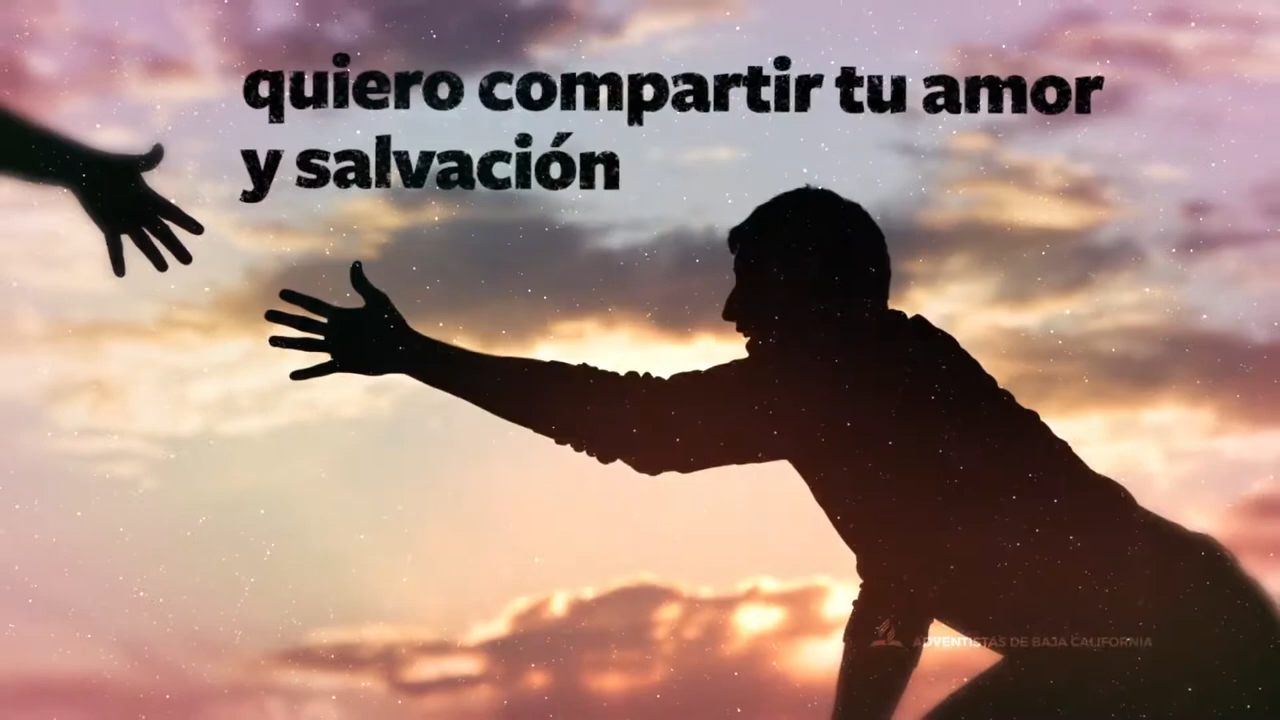 quiero compartir tu amor
y salvación
ADVENTISTAS DE BAJA CALIFORNIA